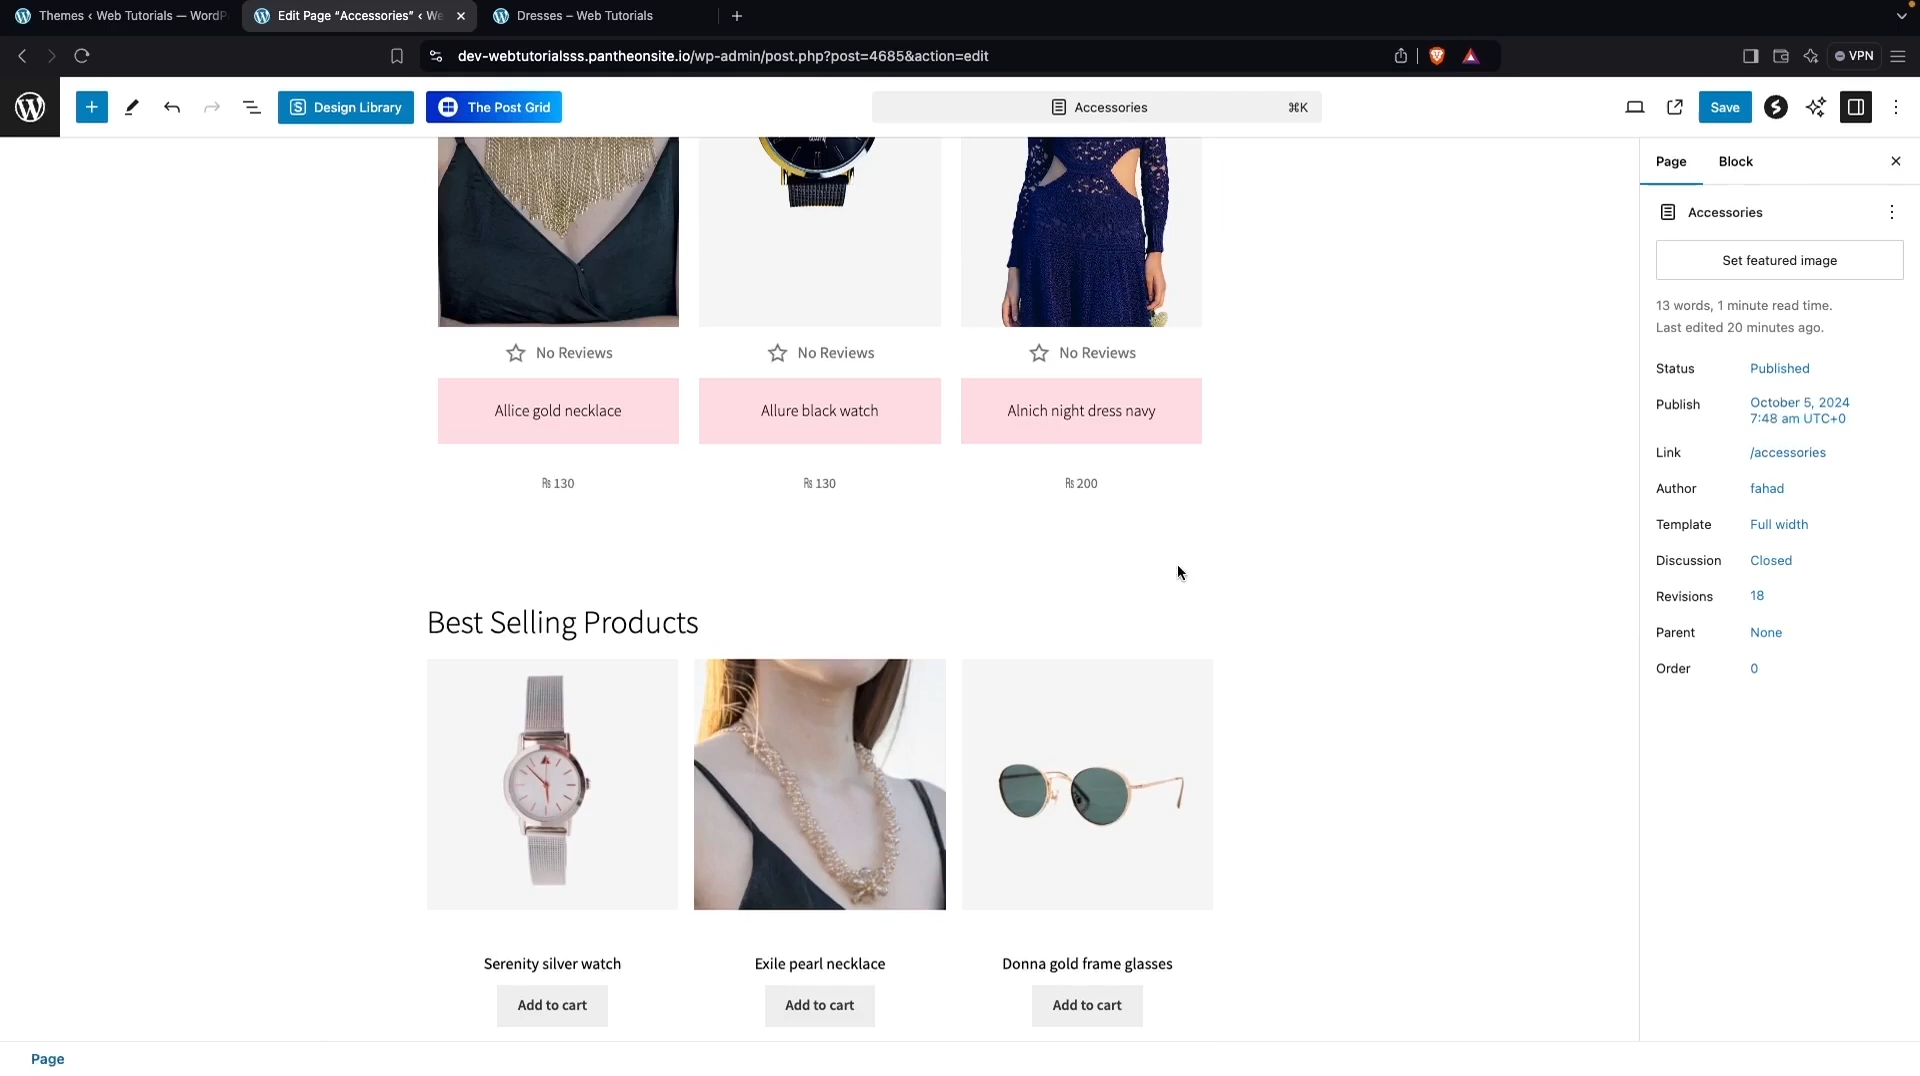 Themes ‹ Web Tutorials — WordP
Edit Page “Accessories” ‹ We
Dresses – Web Tutorials
dev-webtutorialsss.pantheonsite.io/wp-admin/post.php?post=4685&action=edit
VPN
Design Library
The Post Grid
Accessories
⌘K
Save
Page
Block
Accessories
Set featured image
13 words, 1 minute read time.
Last edited 20 minutes ago.
Status
Published
Publish
October 5, 2024
7:48 am UTC+0
Link
/accessories
Author
fahad
Template
Full width
Discussion
Closed
Revisions
18
Parent
None
Order
0
No Reviews
No Reviews
No Reviews
Allice gold necklace
Allure black watch
Alnich night dress navy
₨ 130
₨ 130
₨ 200
Best Selling Products
Serenity silver watch
Exile pearl necklace
Donna gold frame glasses
Add to cart
Add to cart
Add to cart
Page